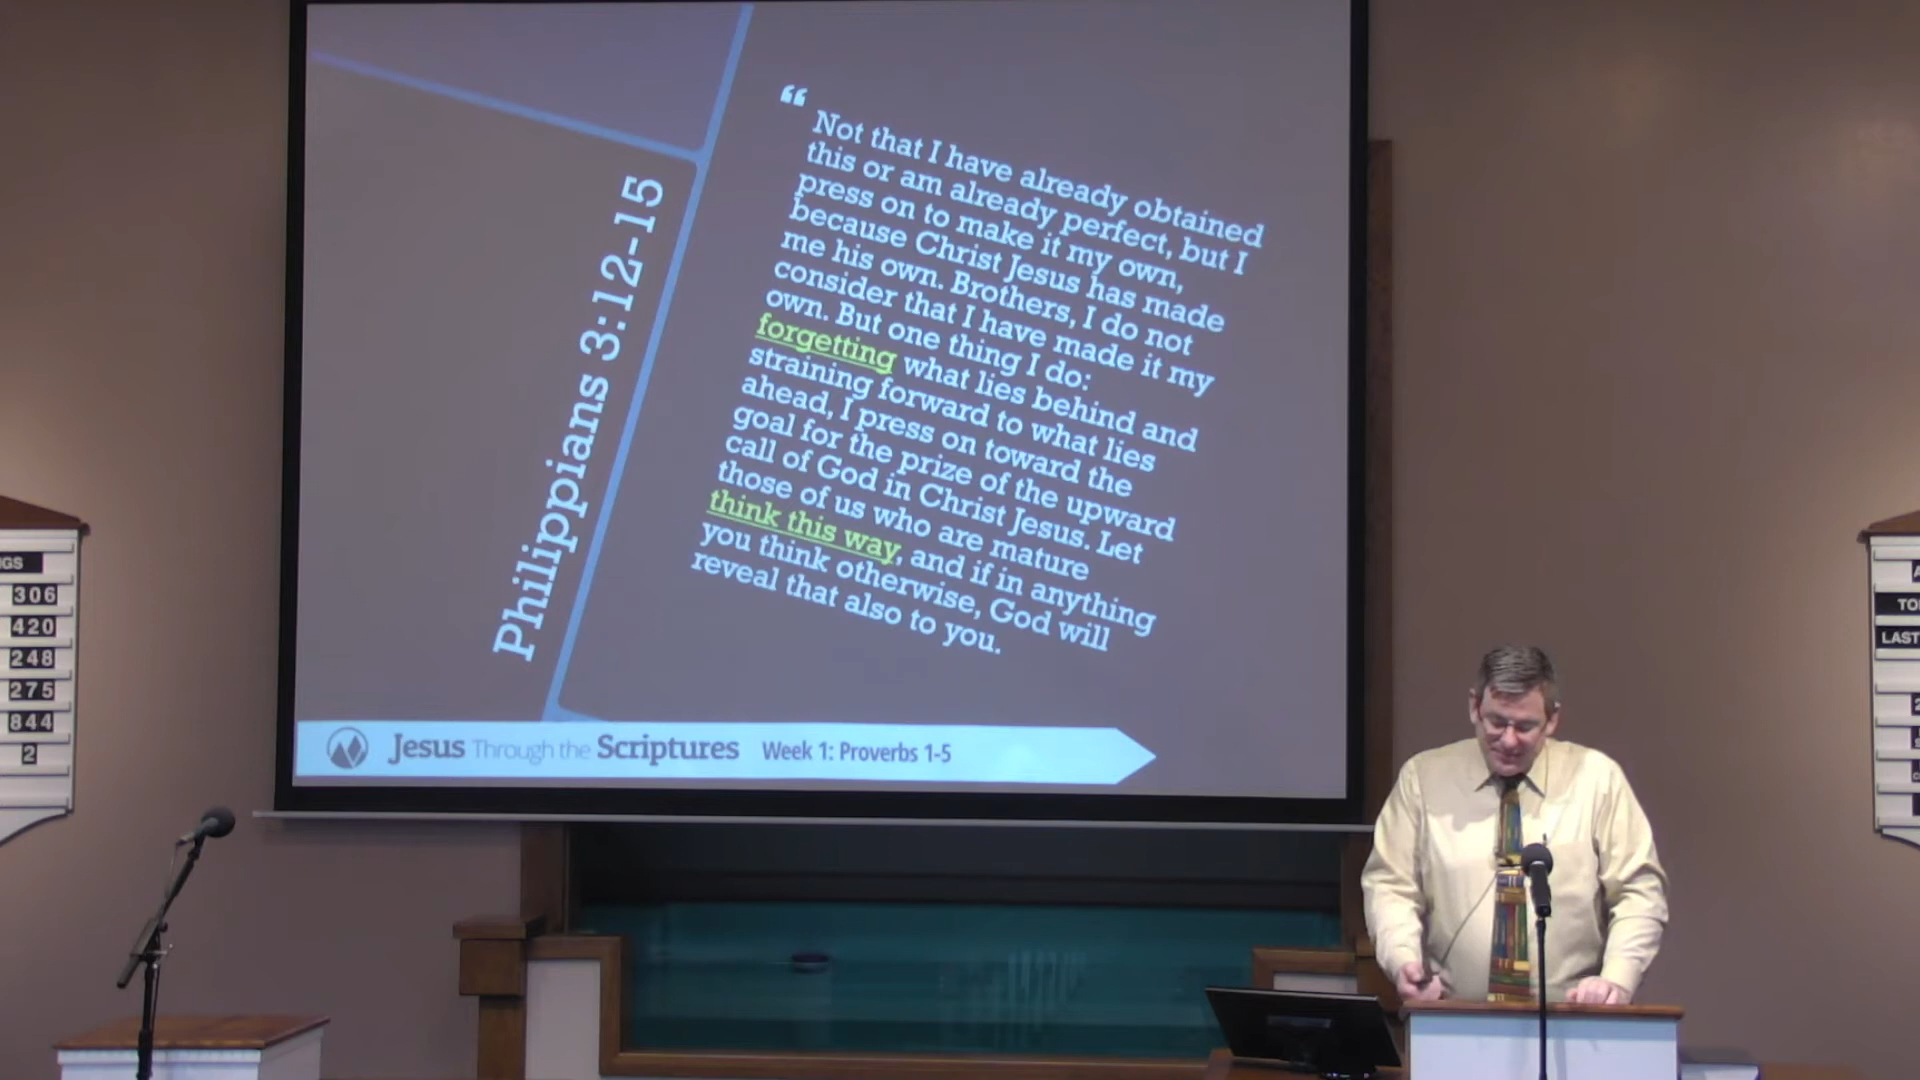 Philippians 3:12-15
“
Not that I have already obtained
this or am already perfect, but I
press on to make it my own,
because Christ Jesus has made
me his own. Brothers, I do not
consider that I have made it my
own. But one thing I do:
forgetting what lies behind and
straining forward to what lies
ahead, I press on toward the
goal for the prize of the upward
call of God in Christ Jesus. Let
those of us who are mature
think this way, and if in anything
you think otherwise, God will
reveal that also to you.
Jesus Through the Scriptures Week 1: Proverbs 1-5
GS
306
420
248
275
844
2
A
TO
LAST
2